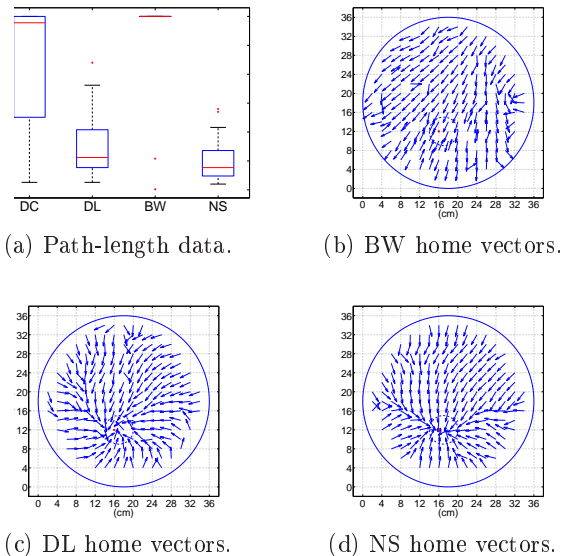 DC DL BW NS
(a) Path-length data.
36
32
28
24
20
16
12
8
4
0
0 4 8 12 16 20 24 28 32 36
(cm)
(b) BW home vectors.
36
32
28
24
20
16
12
8
4
0
0 4 8 12 16 20 24 28 32 36
(cm)
(c) DL home vectors.
36
32
28
24
20
16
12
8
4
0
0 4 8 12 16 20 24 28 32 36
(cm)
(d) NS home vectors.